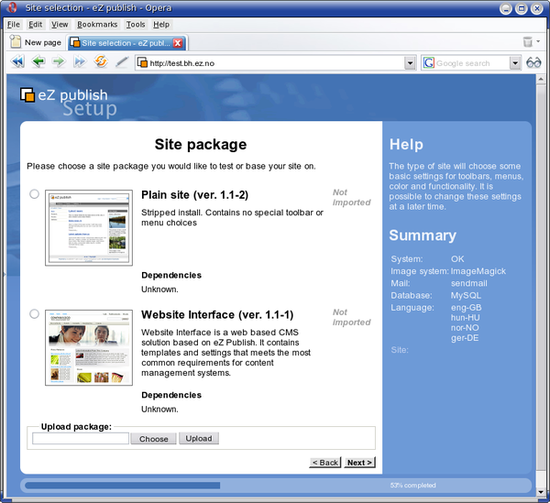 Site selection - eZ publish - Opera
File Edit View Bookmarks Tools Help
New page
Site selection - eZ publ...
http://test.bh.ez.no
Google search
eZ publish
Setup
Site package
Please choose a site package you would like to test or base your site on.
Plain site (ver. 1.1-2)
Not
imported
Stripped install. Contains no special toolbar or
menu choices
Dependencies
Unknown.
Website Interface (ver. 1.1-1)
Not
imported
Website Interface is a web based CMS
solution based on eZ Publish. It contains
templates and settings that meets the most
common requirements for content
management systems.
Dependencies
Unknown.
Upload package:
Choose Upload
< Back Next >
Help
The type of site will choose some
basic settings for toolbars, menus,
color and functionality. It is
possible to change these settings
at a later time.
Summary
System: OK
Image system: ImageMagick
Mail: sendmail
Database: MySQL
Language: eng-GB
hun-HU
nor-NO
ger-DE
Site:
53% completed